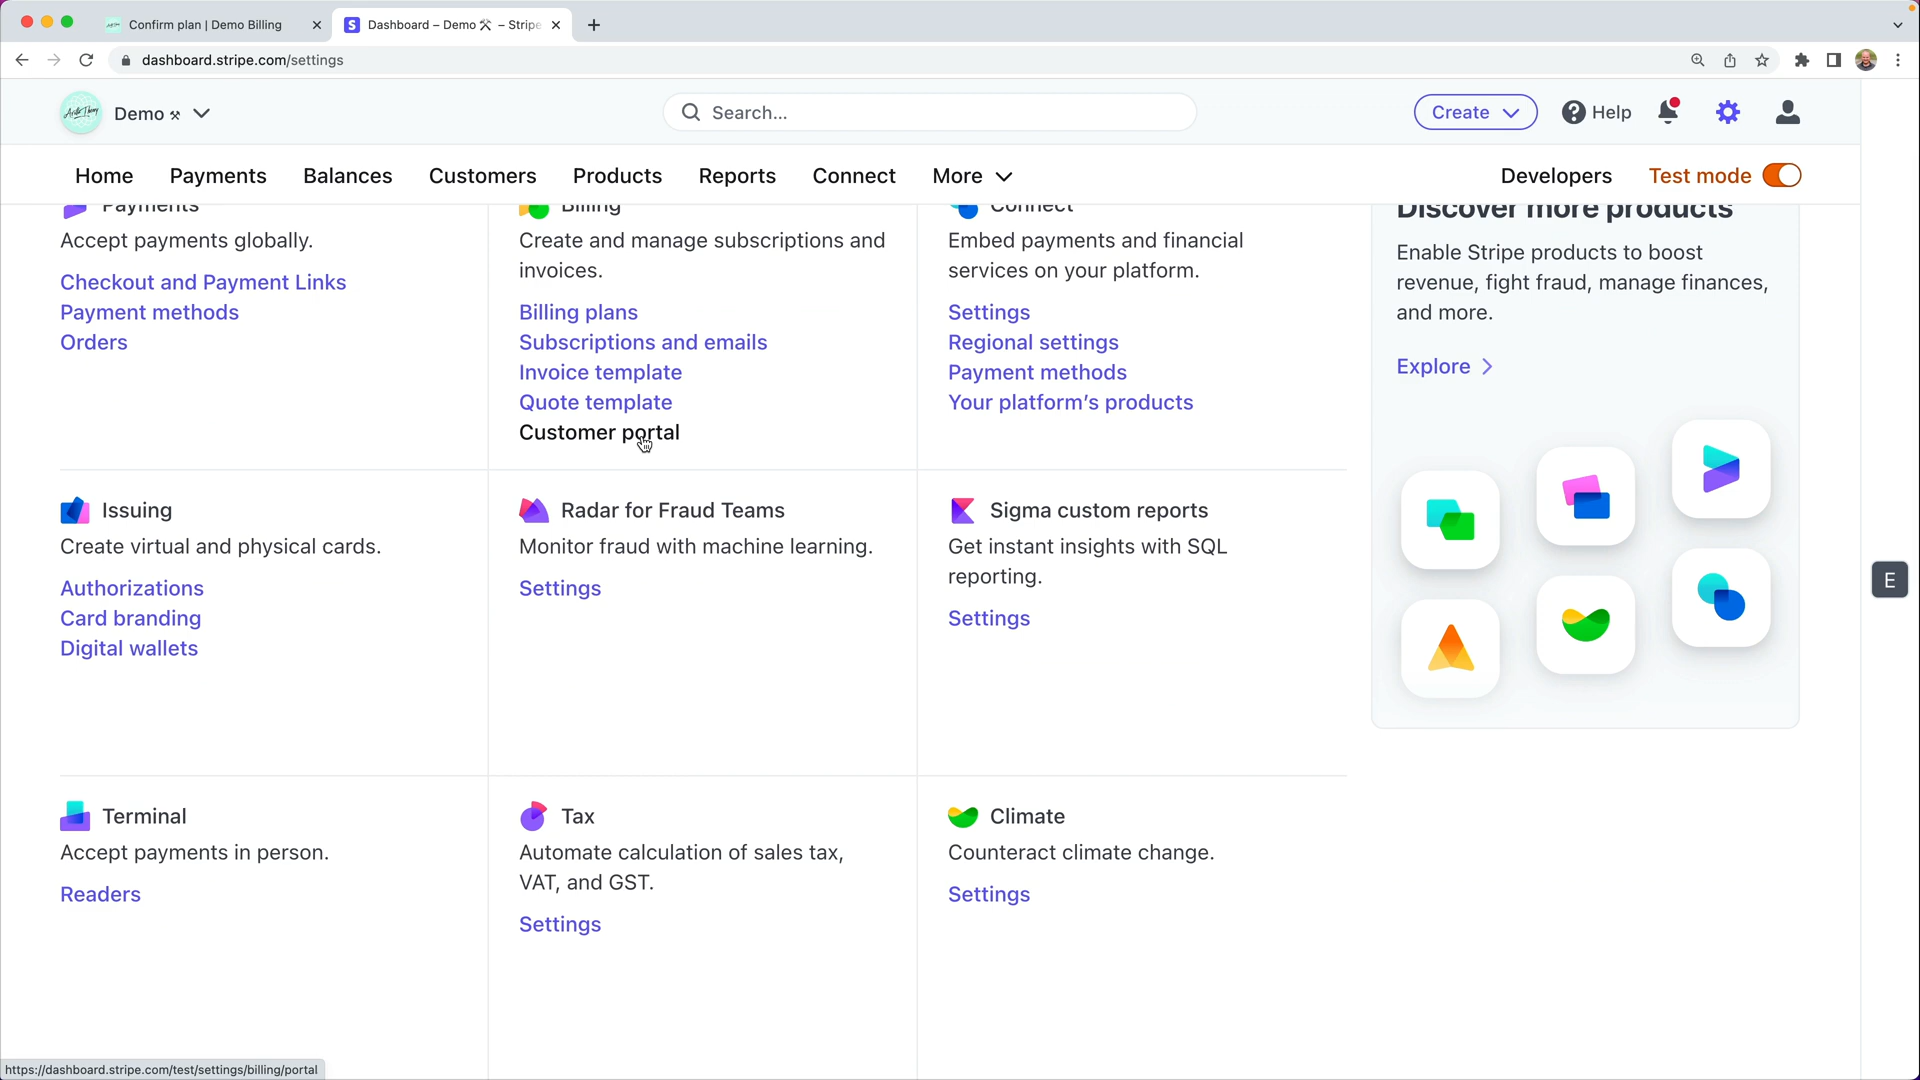 Confirm plan | Demo Billing
Dashboard – Demo ⚒ – Stripe
dashboard.stripe.com/settings
Demo ⚒
Search...
Create
Help
Home
Payments
Balances
Customers
Products
Reports
Connect
More
Developers
Test mode
Payments
Accept payments globally.
Checkout and Payment Links
Payment methods
Orders
Billing
Create and manage subscriptions and
invoices.
Billing plans
Subscriptions and emails
Invoice template
Quote template
Customer portal
Connect
Embed payments and financial
services on your platform.
Settings
Regional settings
Payment methods
Your platform’s products
Discover more products
Enable Stripe products to boost
revenue, fight fraud, manage finances,
and more.
Explore
Issuing
Create virtual and physical cards.
Authorizations
Card branding
Digital wallets
Radar for Fraud Teams
Monitor fraud with machine learning.
Settings
Sigma custom reports
Get instant insights with SQL
reporting.
Settings
E
Terminal
Accept payments in person.
Readers
Tax
Automate calculation of sales tax,
VAT, and GST.
Settings
Climate
Counteract climate change.
Settings
https://dashboard.stripe.com/test/settings/billing/portal